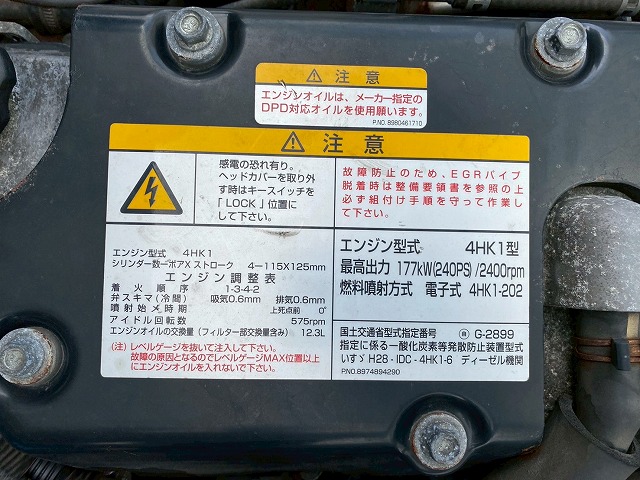 注意
エンジンオイルは、メーカー指定の
DPD対応オイルを使用願います。
P.NO. 8980461710
注意
感電の恐れ有り。
ヘッドカバーを取り外
す時はキースイッチを
「LOCK」位置に
して下さい。
故障防止のため、EGRパイプ
脱着時は整備要領書を参照の上
必ず組付け手順を守って作業し
て下さい。
エンジン型式 4HK1
シリンダー数ーボアXストローク 4－115X125mm
エンジン調整表
着火順序 1-3-4-2
弁スキマ(冷間) 吸気0.6mm 排気0.6mm
噴射始メ時期 上死点前 0°
アイドル回転数 575rpm
エンジンオイルの交換量 (フィルター部交換量含み) 12.3L
(注) レベルゲージを抜いて注入して下さい。
故障の原因となるのでレベルゲージMAX位置以上
にエンジンオイルを入れないで下さい。
エンジン型式 4HK1型
最高出力 177kW(240PS)/2400rpm
燃料噴射方式 電子式 4HK1-202
国土交通省型式指定番号 G-2899
指定に係る一酸化炭素等発散防止装置型式
いすゞ H28-IDC-4HK1-6 ディーゼル機関
P.NO. 8974894290